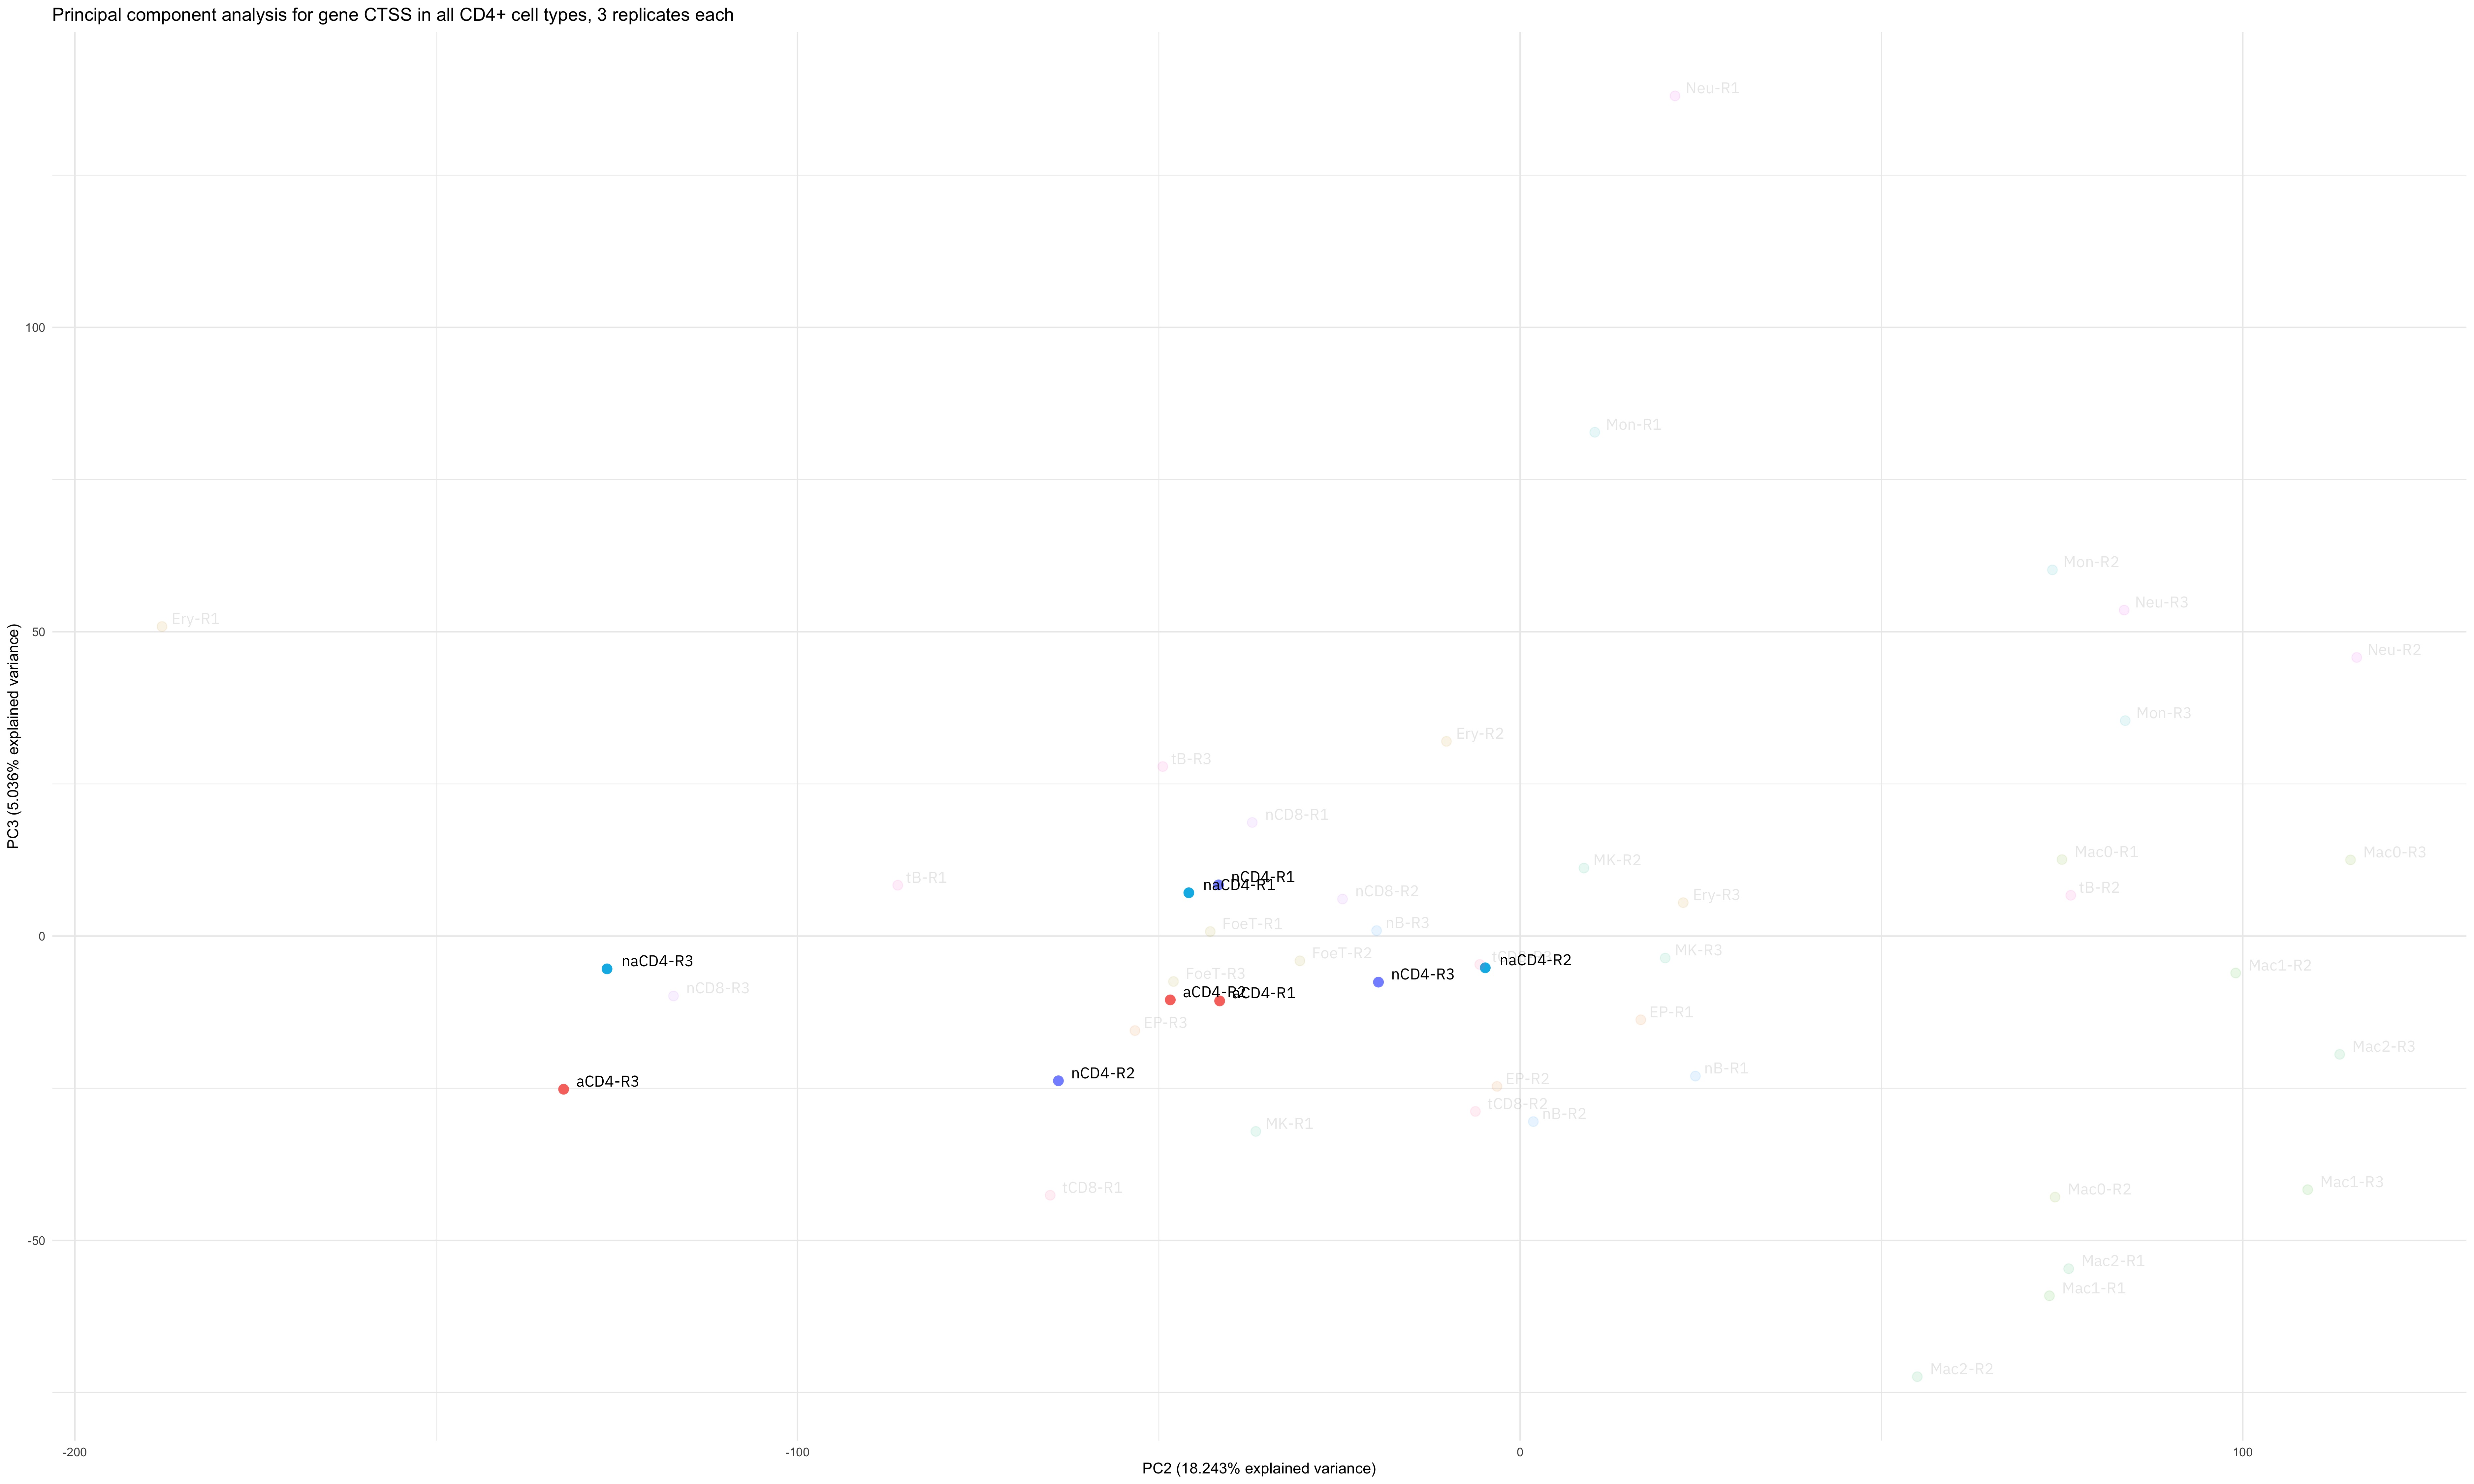 Principal component analysis for gene CTSS in all CD4+ cell types, 3 replicates each
Neu-R1
100
Mon-R1
Mon-R2
Neu-R3
50
Ery-R1
Neu-R2
Mon-R3
Ery-R2
tB-R3
nCD8-R1
MK-R2
Mac0-R1
Mac0-R3
tB-R1
nCD4-R1
naCD4-R1
nCD8-R2
tB-R2
Ery-R3
0
FoeT-R1
nB-R3
FoeT-R2
MK-R3
naCD4-R3
naCD4-R2
Mac1-R2
nCD8-R3
FoeT-R3
nCD4-R3
aCD4-R2
aCD4-R1
EP-R3
EP-R1
Mac2-R3
aCD4-R3
nCD4-R2
EP-R2
nB-R1
tCD8-R2
nB-R2
MK-R1
tCD8-R1
Mac0-R2
Mac1-R3
-50
Mac2-R1
Mac1-R1
Mac2-R2
PC3 (5.036% explained variance)
-200
-100
0
100
PC2 (18.243% explained variance)